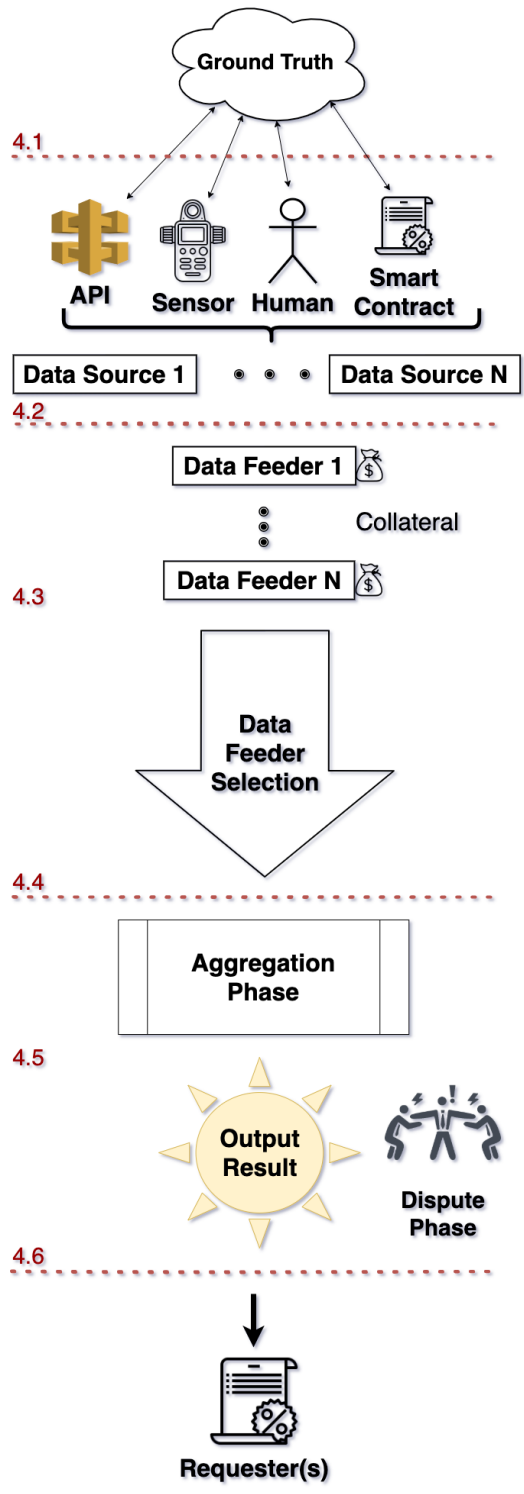 Ground Truth
4.1
API
Sensor
Human
Smart
Contract
Data Source 1
Data Source N
4.2
Data Feeder 1
$
Collateral
Data Feeder N
$
4.3
Data
Feeder
Selection
4.4
Aggregation
Phase
4.5
!
Output
Result
Dispute
Phase
4.6
Requester(s)